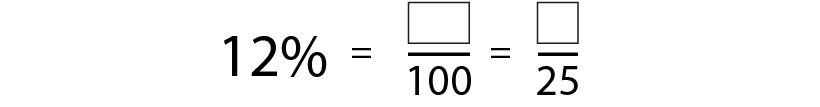 12% = □/100 = □/25